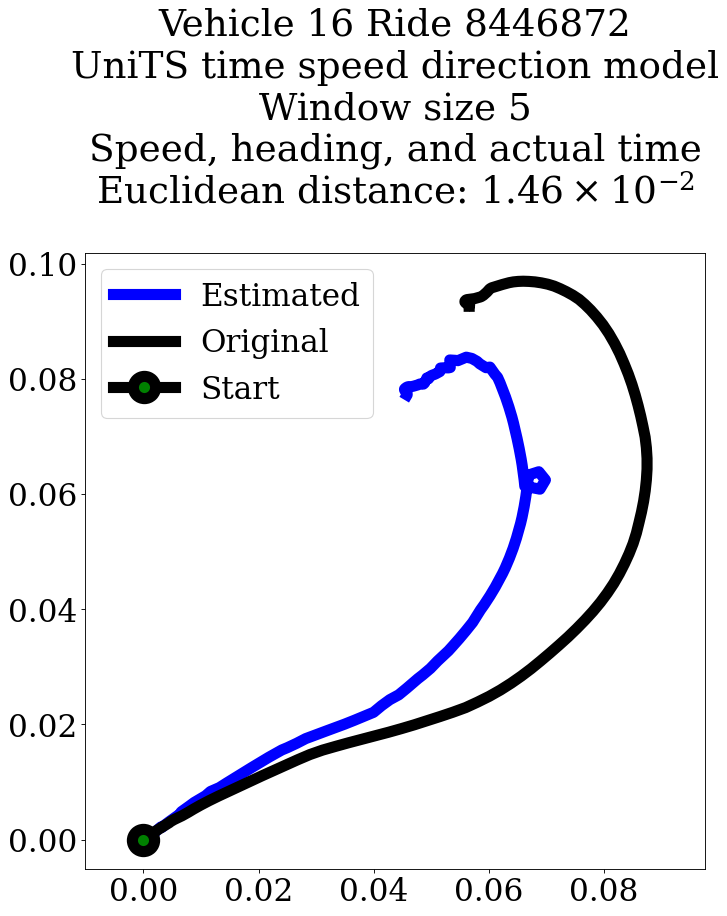 Vehicle 16 Ride 8446872
UniTS time speed direction model
Window size 5
Speed, heading, and actual time
Euclidean distance: 1.46 × 10⁻²
0.10
0.08
0.06
0.04
0.02
0.00
Estimated
Original
Start
0.00 0.02 0.04 0.06 0.08